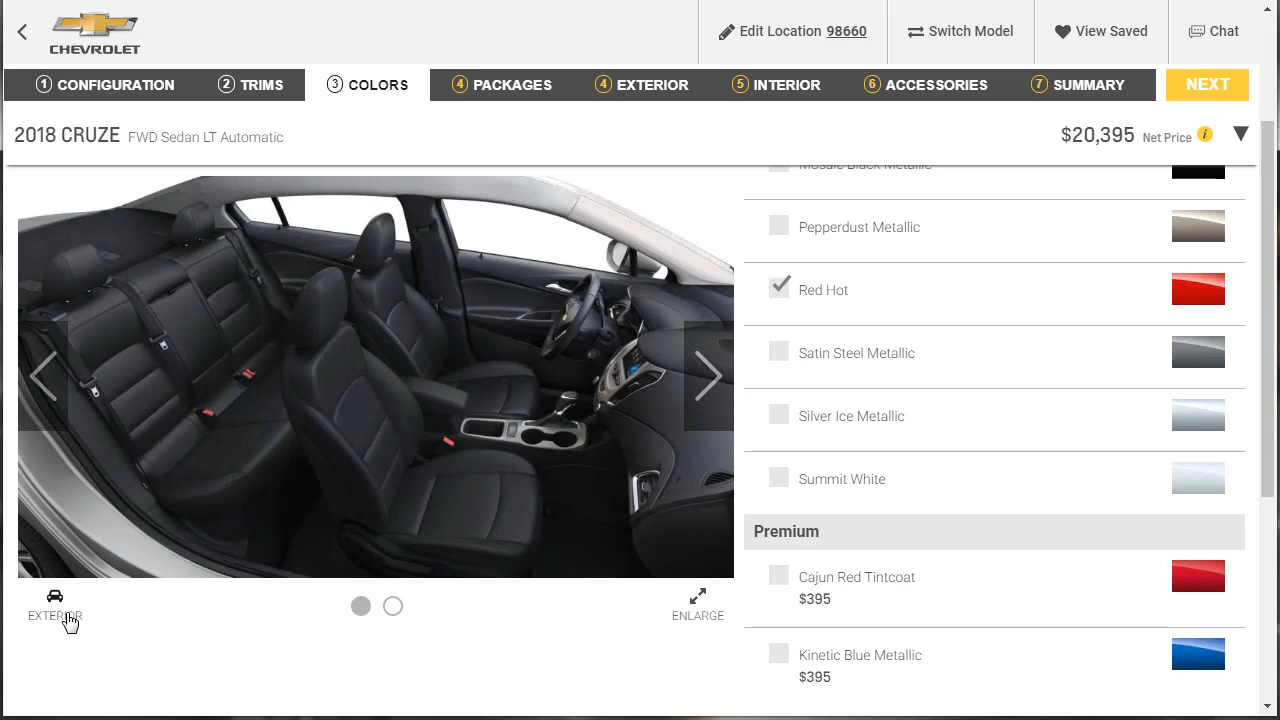 CHEVROLET
Edit Location 98660
Switch Model
View Saved
Chat
1 CONFIGURATION
2 TRIMS
3 COLORS
4 PACKAGES
4 EXTERIOR
5 INTERIOR
6 ACCESSORIES
7 SUMMARY
NEXT
2018 CRUZE FWD Sedan LT Automatic
$20,395 Net Price i
Mosaic Black Metallic
Pepperdust Metallic
Red Hot
Satin Steel Metallic
Silver Ice Metallic
Summit White
Premium
Cajun Red Tintcoat
$395
Kinetic Blue Metallic
$395
EXTERIOR
ENLARGE